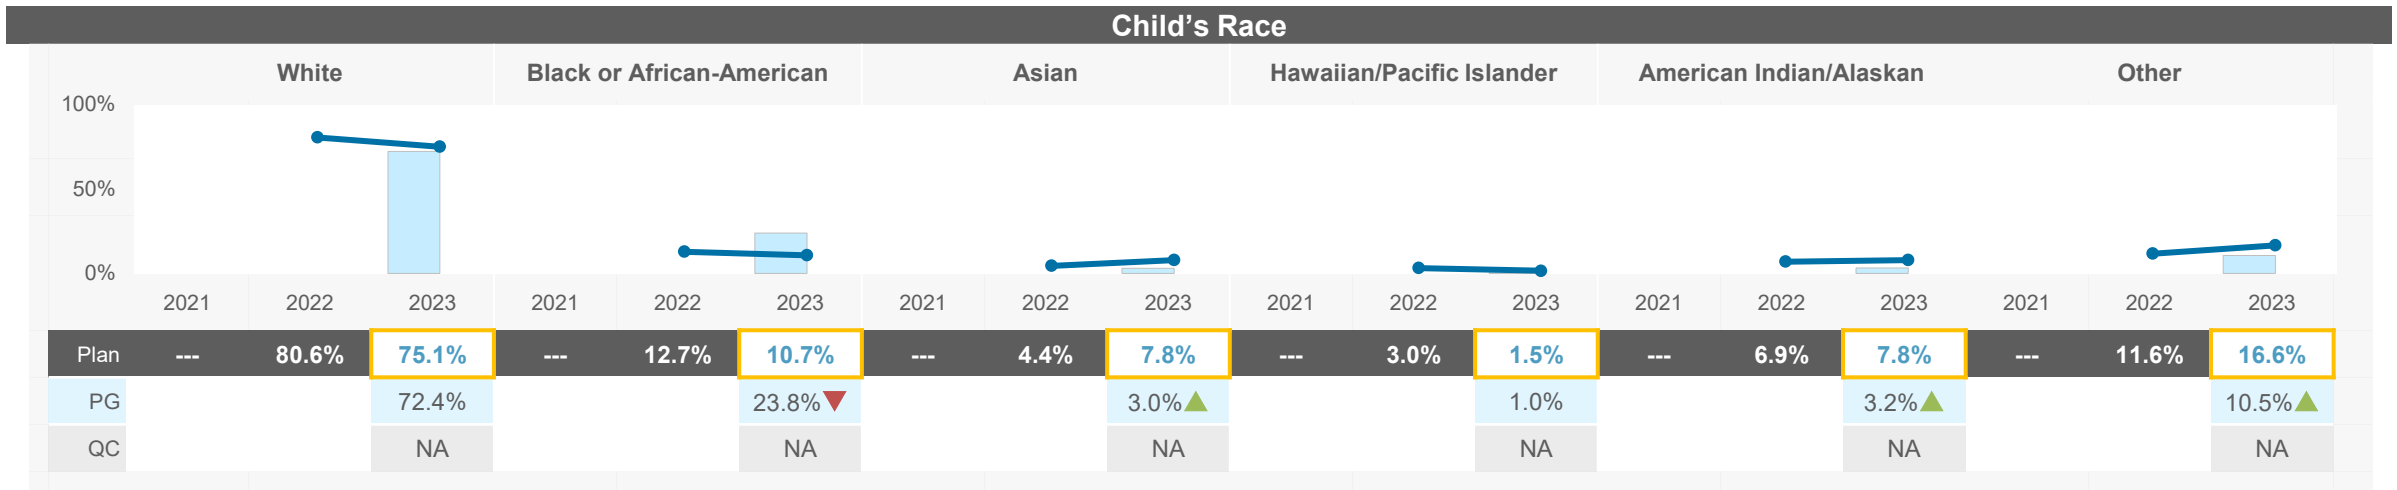 Child’s Race
White Black or African-American Asian Hawaiian/Pacific Islander American Indian/Alaskan Other
100%
50%
0%
2021 2022 2023 2021 2022 2023 2021 2022 2023 2021 2022 2023 2021 2022 2023 2021 2022 2023
Plan --- 80.6% 75.1% --- 12.7% 10.7% --- 4.4% 7.8% --- 3.0% 1.5% --- 6.9% 7.8% --- 11.6% 16.6%
PG 72.4% 23.8% 3.0% 1.0% 3.2% 10.5%
QC NA NA NA NA NA NA